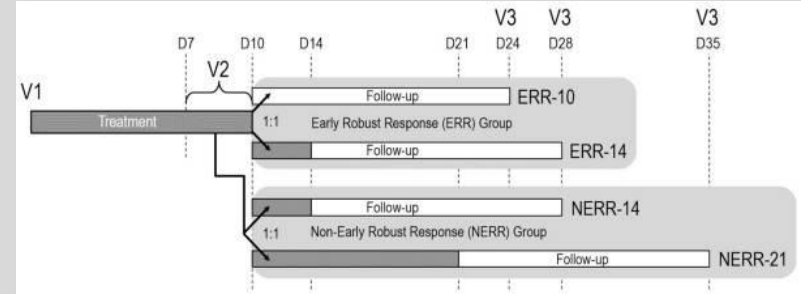 V3 V3 V3
D7 D10 D14 D21 D24 D28 D35
V2
V1
Follow-up ERR-10
Treatment 1:1 Early Robust Response (ERR) Group
Follow-up ERR-14
Follow-up NERR-14
1:1 Non-Early Robust Response (NERR) Group
Follow-up NERR-21